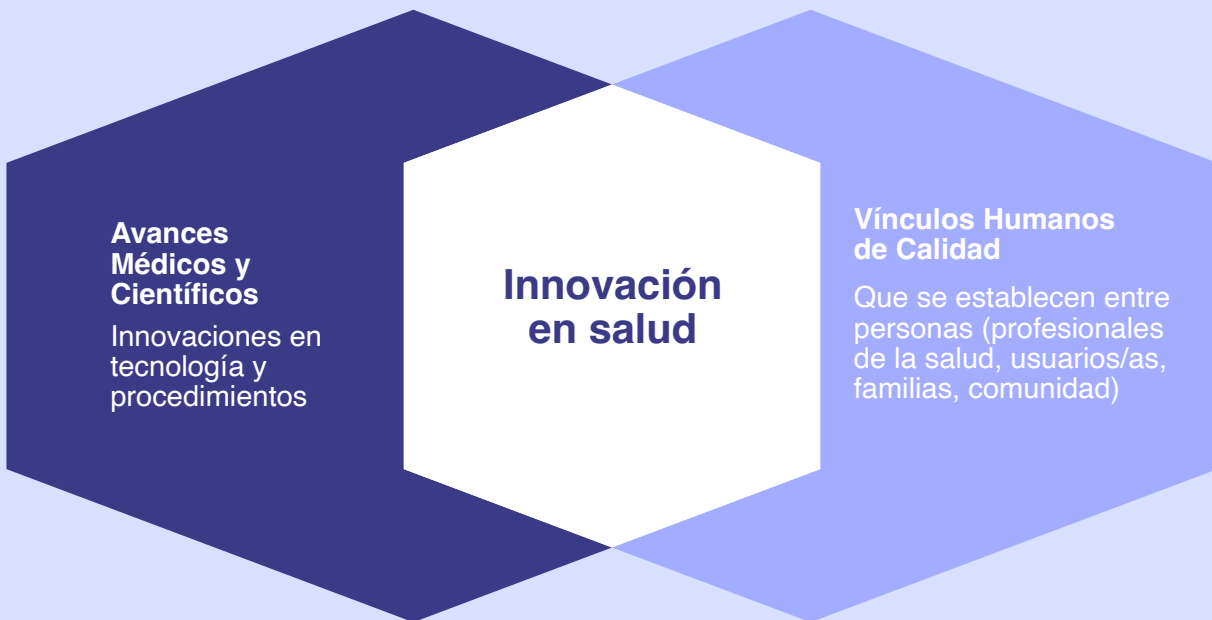 Avances
Médicos y
Científicos
Innovaciones en
tecnología y
procedimientos
Innovación
en salud
Vínculos Humanos
de Calidad
Que se establecen entre
personas (profesionales
de la salud, usuarios/as,
familias, comunidad)